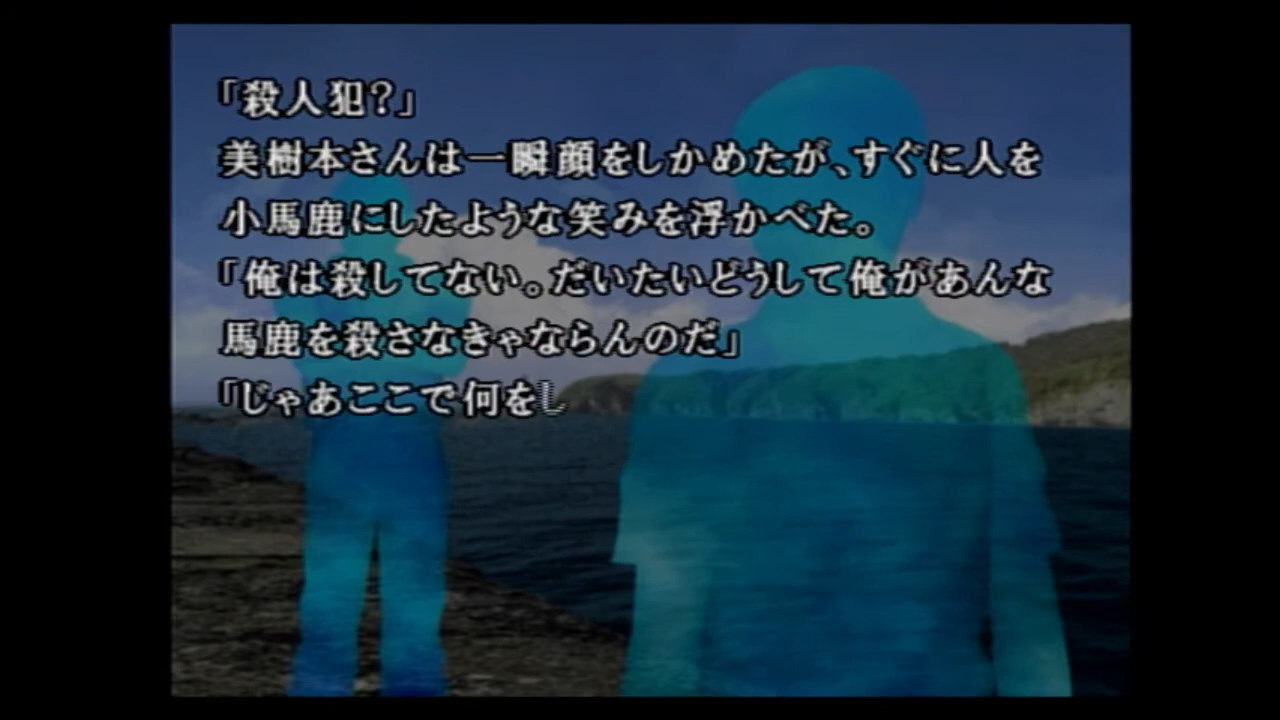 「殺人犯?」
美樹本さんは一瞬顔をしかめたが、すぐに人を
小馬鹿にしたような笑みを浮かべた。
「俺は殺してない。だいたいどうして俺があんな
馬鹿を殺さなきゃならんのだ」
「じゃあここで何をし